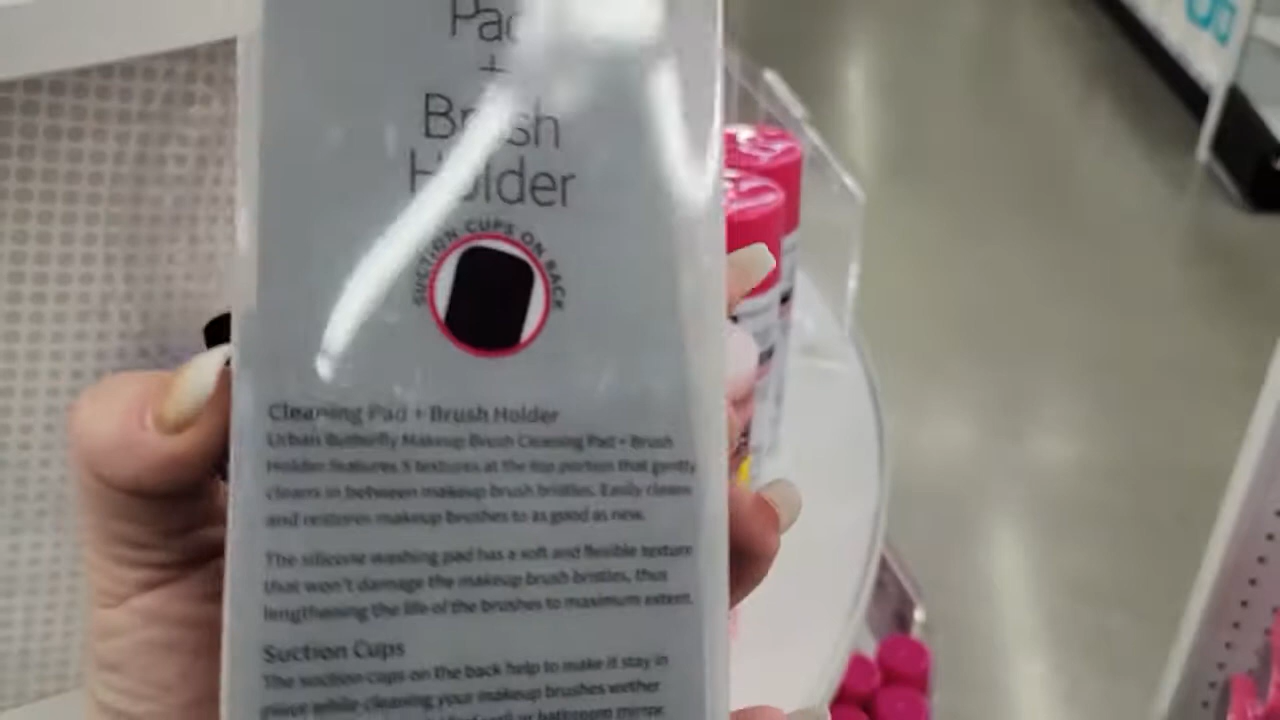 Pad
+
Brush
Holder
SUCTION CUPS ON BACK
Cleaning Pad + Brush Holder
Urban Butterfly Makeup Brush Cleaning Pad + Brush
Holder features 5 textures at the top portion that gently
cleans in between makeup brush bristles. Easily cleans
and restores makeup brushes to as good as new.
The silicone washing pad has a soft and flexible texture
that won't damage the makeup brush bristles, thus
lengthening the life of the brushes to maximum extent.
Suction Cups
The suction cups on the back help to make it stay in
place while cleaning your makeup brushes wether
or bathroom mirror.